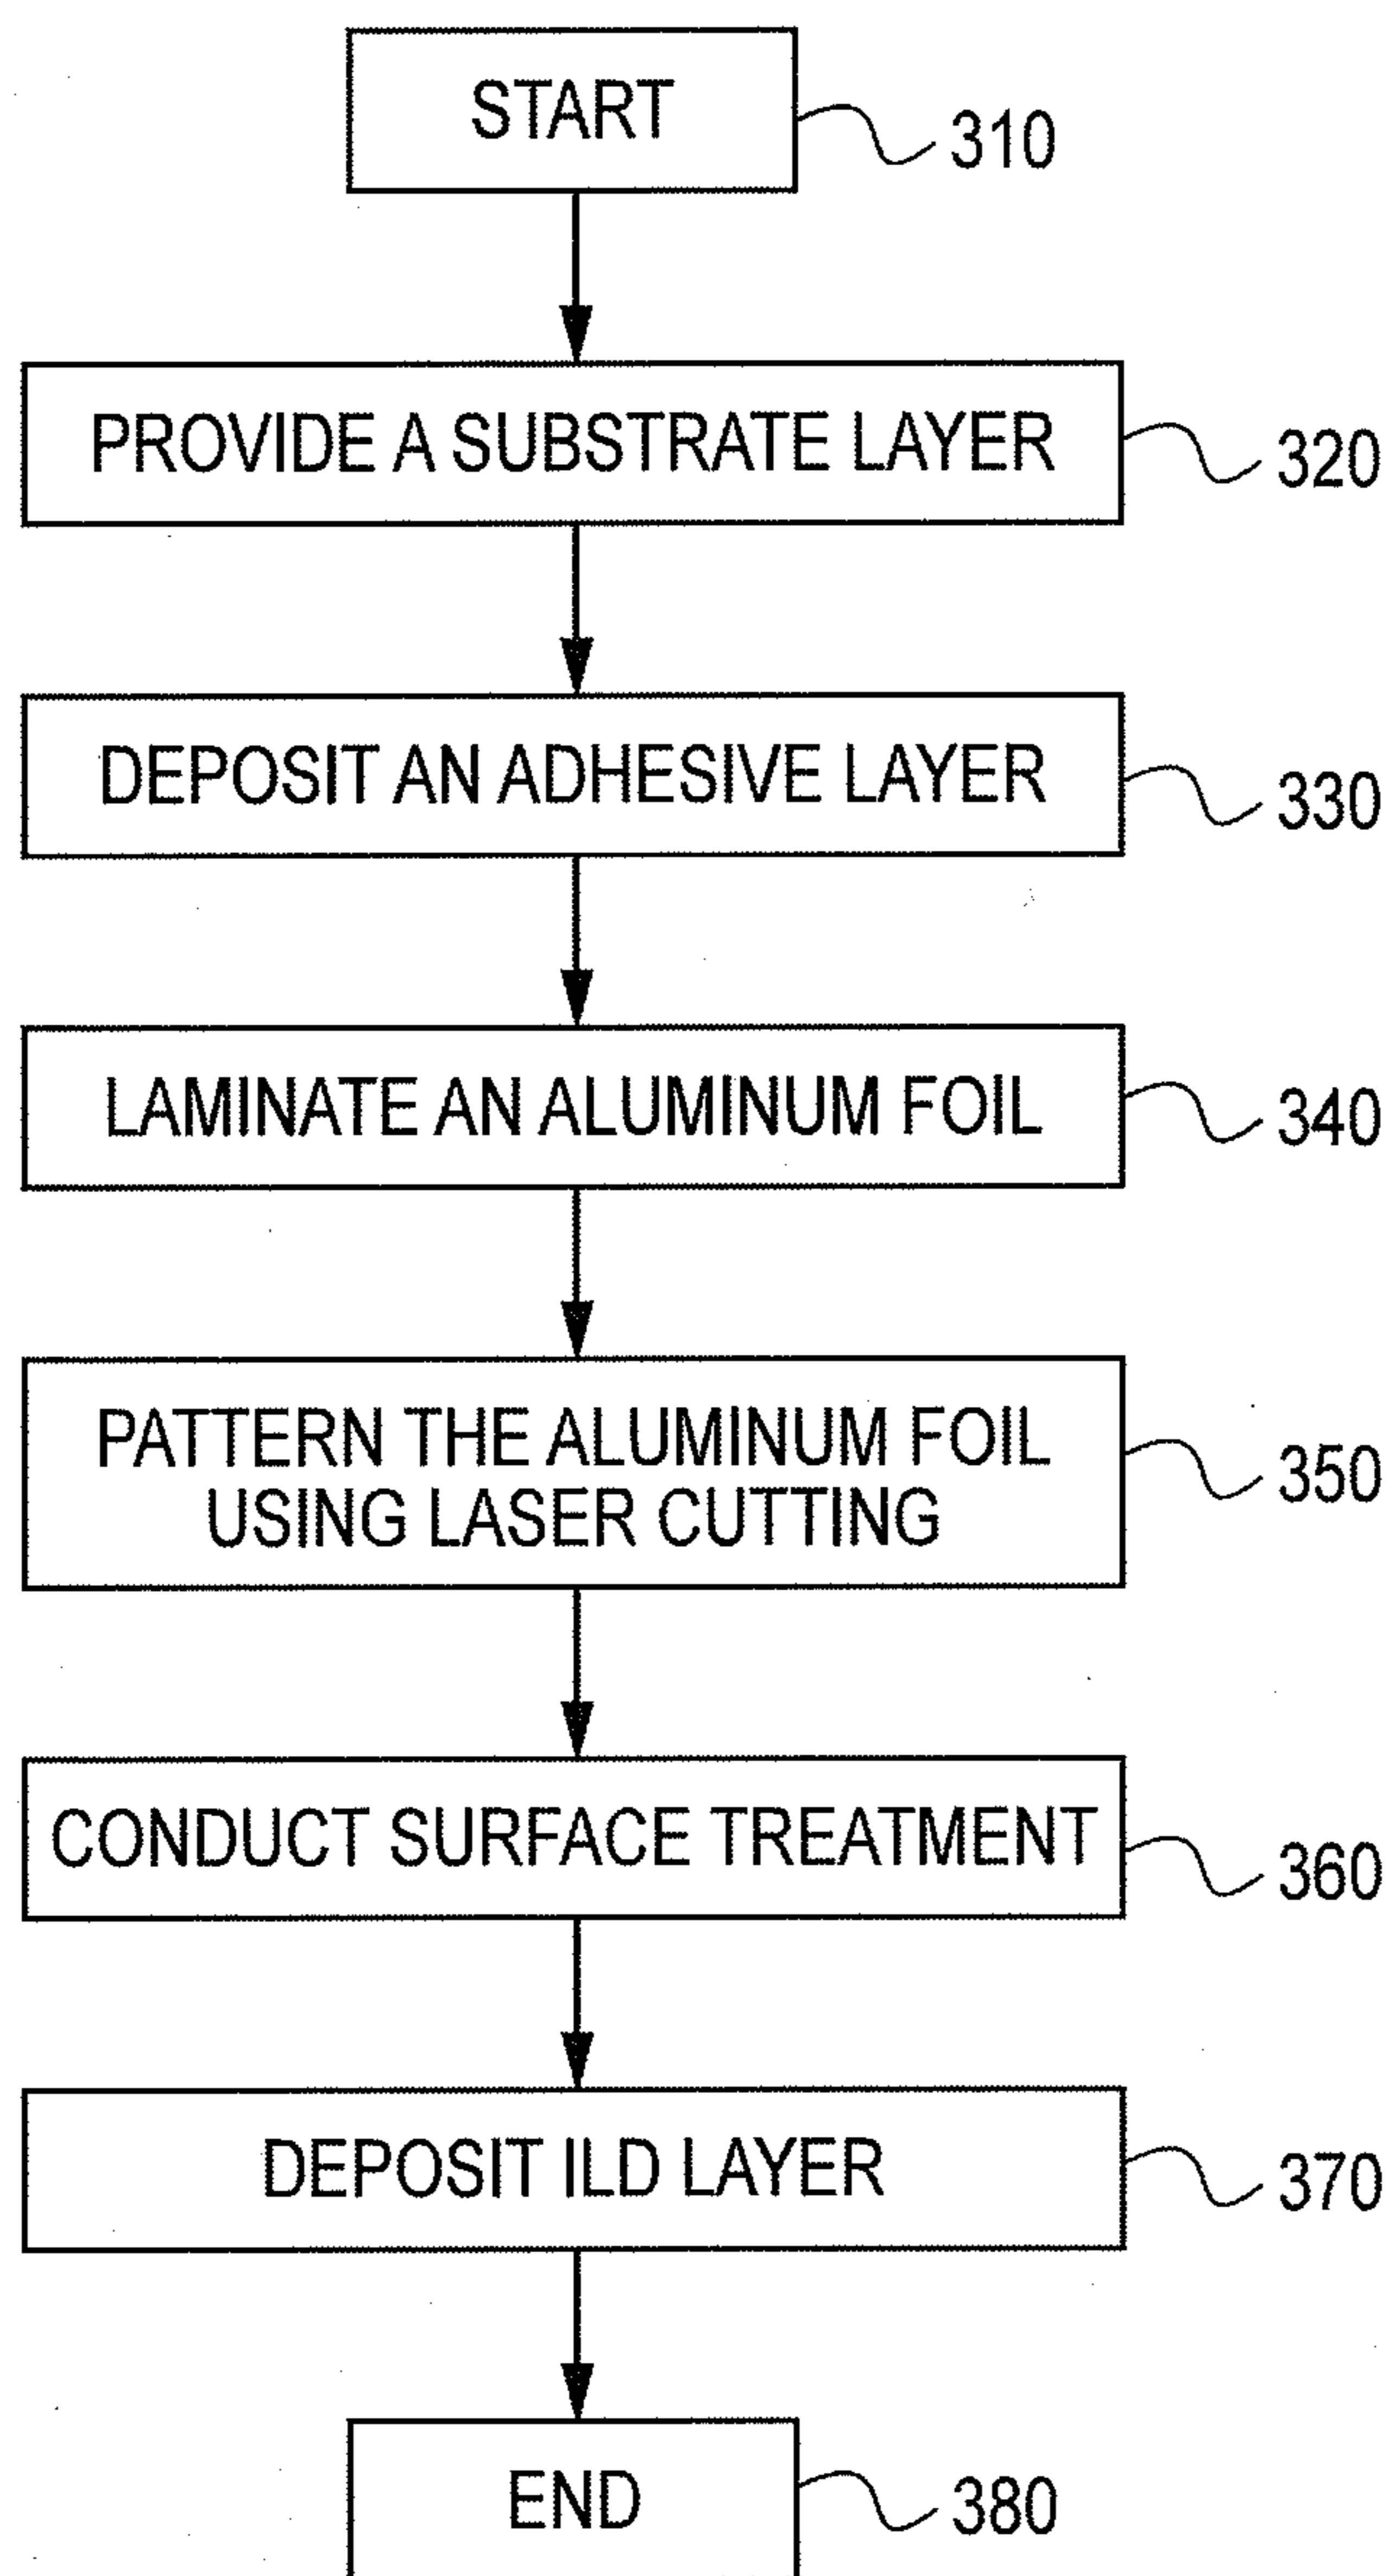 START
310
PROVIDE A SUBSTRATE LAYER
320
DEPOSIT AN ADHESIVE LAYER
330
LAMINATE AN ALUMINUM FOIL
340
PATTERN THE ALUMINUM FOIL
USING LASER CUTTING
350
CONDUCT SURFACE TREATMENT
360
DEPOSIT ILD LAYER
370
END
380